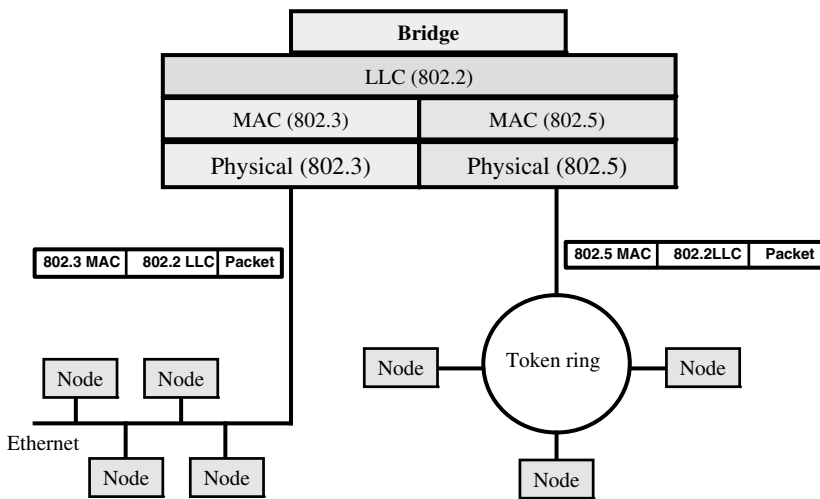 Bridge
LLC (802.2)
MAC (802.3) MAC (802.5)
Physical (802.3) Physical (802.5)
802.3 MAC 802.2 LLC Packet
802.5 MAC 802.2LLC Packet
Token ring
Node Node
Node Node
Ethernet
Node Node
Node